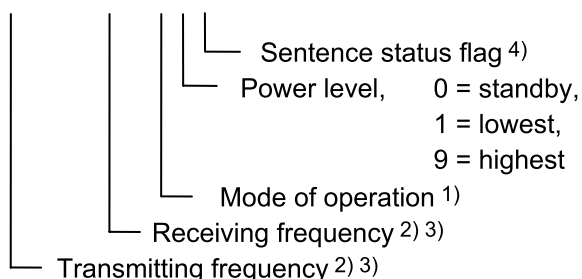 Sentence status flag 4)
Power level, 0 = standby,
1 = lowest,
9 = highest
Mode of operation 1)
Receiving frequency 2) 3)
Transmitting frequency 2) 3)